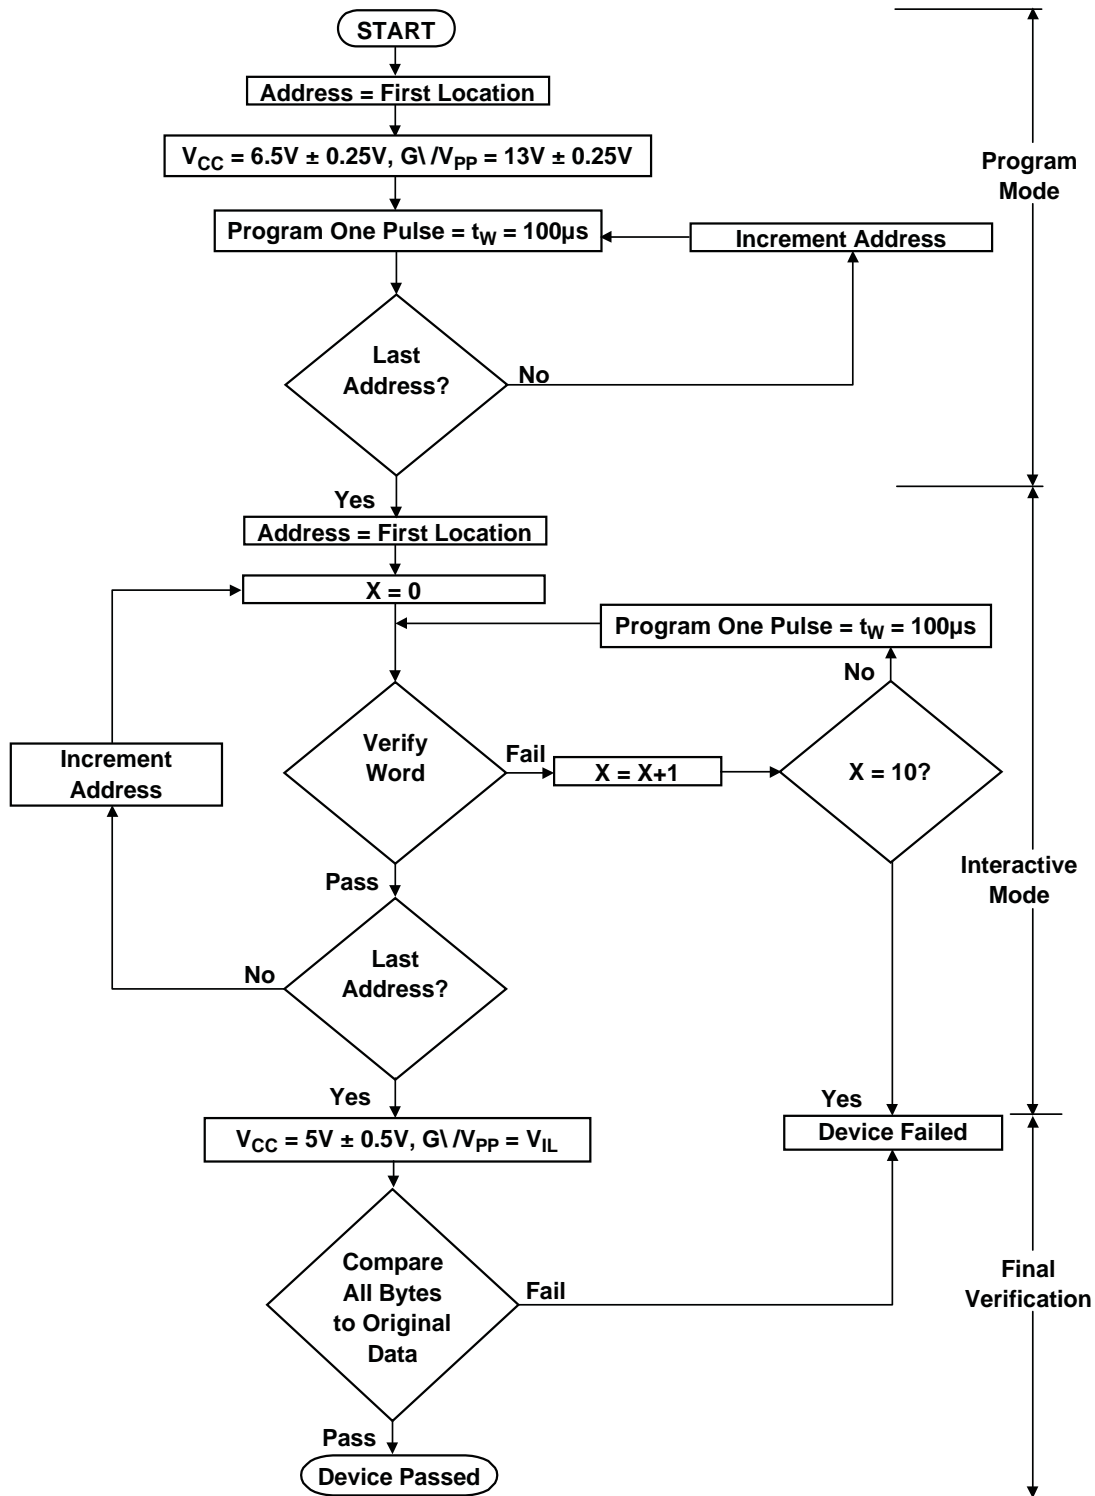 START
Address = First Location
VCC = 6.5V ± 0.25V, G\ /VPP = 13V ± 0.25V
Program
Mode
Program One Pulse = tW = 100µs
Increment Address
Last
Address?
No
Yes
Address = First Location
X = 0
Program One Pulse = tW = 100µs
No
Increment
Address
Verify
Word
Fail
X = X+1
X = 10?
Pass
Interactive
Mode
No
Last
Address?
Yes
Yes
VCC = 5V ± 0.5V, G\ /VPP = VIL
Device Failed
Compare
All Bytes
to Original
Data
Fail
Final
Verification
Pass
Device Passed